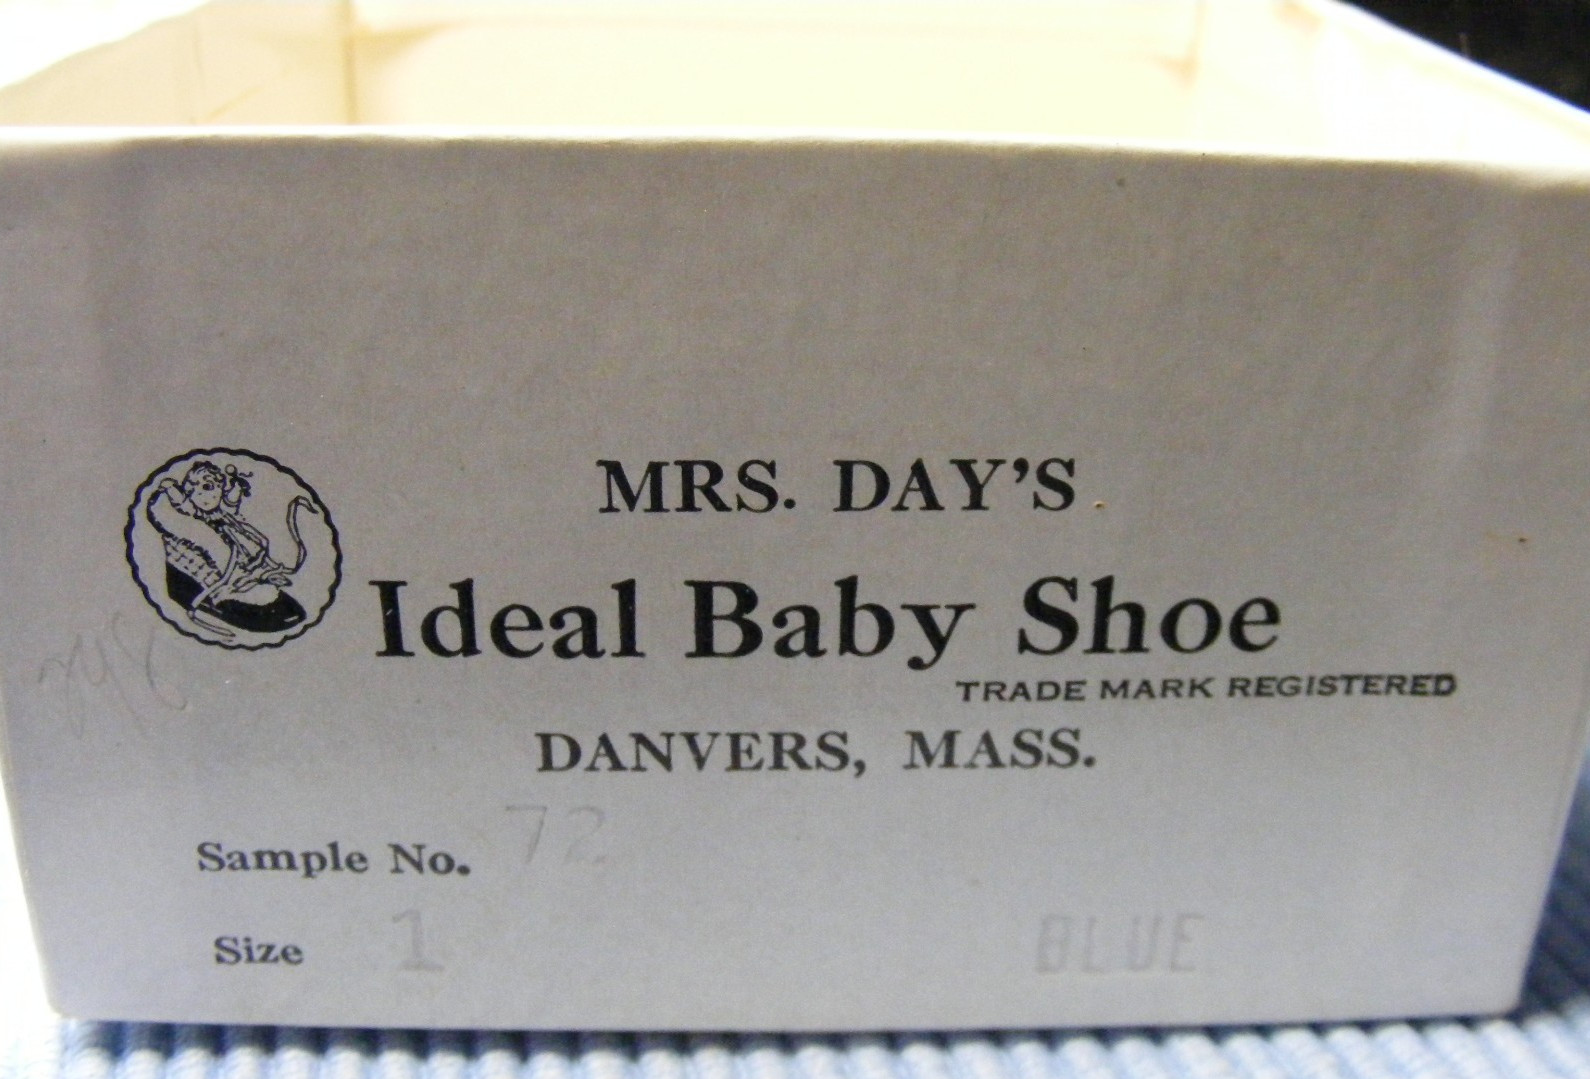 MRS. DAY'S
Ideal Baby Shoe
TRADE MARK REGISTERED
DANVERS, MASS.
Sample No. 72
Size 1 BLUE